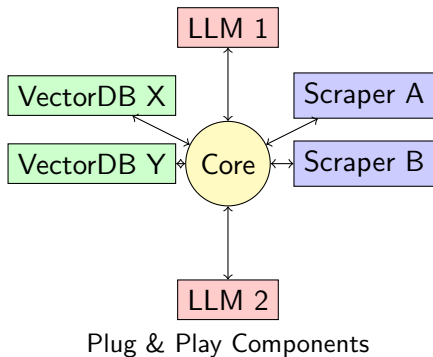 LLM 1
VectorDB X
Scraper A
VectorDB Y
Core
Scraper B
LLM 2
Plug & Play Components